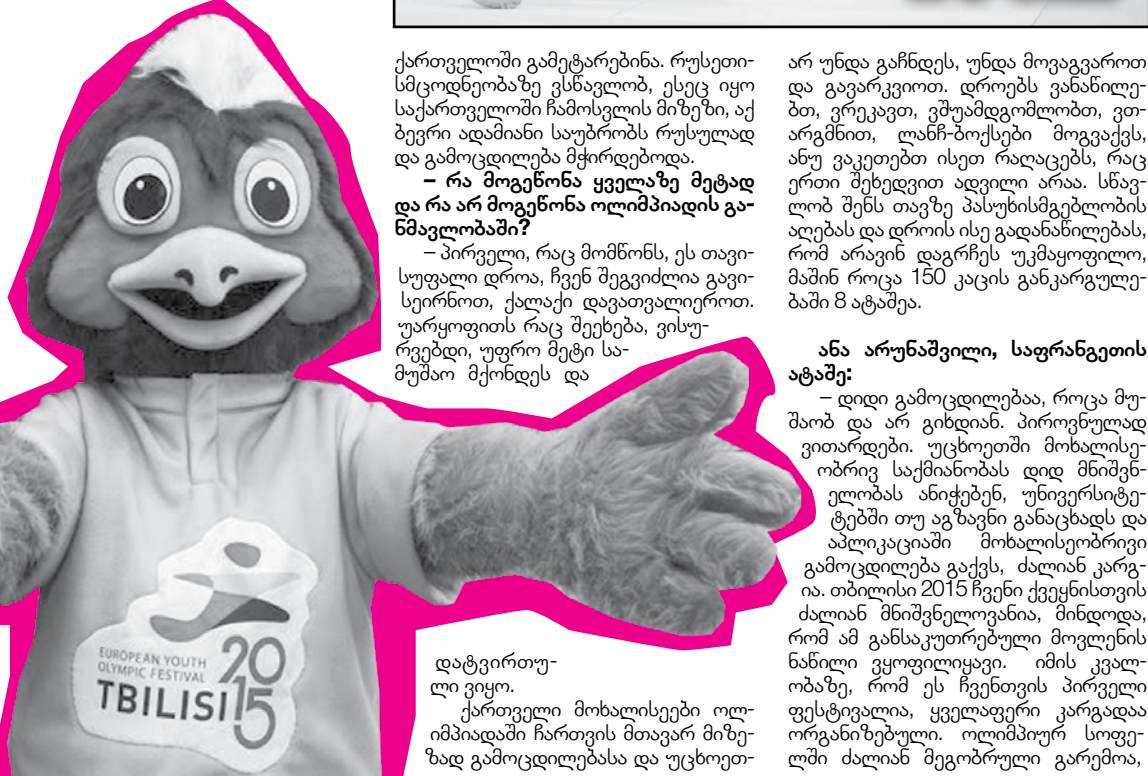 ქართველოში გამეტარებინა. რუსეთი-
სმცოდნეობაზე ვსწავლობ, ესეც იყო
საქართველოში ჩამოსვლის მიზეზი, აქ
ბევრი ადამიანი საუბრობს რუსულად
და გამოცდილება მჭირდებოდა.
– რა მოგეწონა ყველაზე მეტად
და რა არ მოგეწონა ოლიმპიადის გა-
ნმავლობაში?
– პირველი, რაც მომწონს, ეს თავი-
სუფალი დროა, ჩვენ შეგვიძლია გავი-
სეირნოთ, ქალაქი დავათვალიეროთ.
უარყოფითს რაც შეეხება, ვისუ-
რვებდი, უფრო მეტი სა-
მუშაო მქონდეს და
დატვირთუ-
ლი ვიყო.
ქართველი მოხალისეები ოლ-
იმპიადაში ჩართვის მთავარ მიზე-
ზად გამოცდილებასა და უცხოეთ-
არ უნდა გაჩნდეს, უნდა მოვაგვაროთ
და გავარკვიოთ. დროებს ვანაწილე-
ბთ, ვრეკავთ, ვშუამდგომლობთ, ვთ-
არგმნით, ლანჩ-ბოქსები მოგვაქვს,
ანუ ვაკეთებთ ისეთ რაღაცებს, რაც
ერთი შეხედვით ადვილი არაა. სწავ-
ლობ შენს თავზე პასუხისმგებლობის
აღებას და დროის ისე გადანაწილებას,
რომ არავინ დაგრჩეს უკმაყოფილო,
მაშინ როცა 150 კაცის განკარგულე-
ბაში 8 ატაშეა.
ანა არუნაშვილი, საფრანგეთის
ატაშე:
– დიდი გამოცდილებაა, როცა მუ-
შაობ და არ გიხდიან. პიროვნულად
ვითარდები. უცხოეთში მოხალისე-
ობრივ საქმიანობას დიდ მნიშვნ-
ელობას ანიჭებენ, უნივერსიტე-
ტებში თუ აგზავნი განაცხადს და
აპლიკაციაში მოხალისეობრივი
გამოცდილება გაქვს, ძალიან კარგ-
ია. თბილისი 2015 ჩვენი ქვეყნისთვის
ძალიან მნიშვნელოვანია, მინდოდა,
რომ ამ განსაკუთრებული მოვლენის
ნაწილი ვყოფილიყავი. იმის კვალ-
ობაზე, რომ ეს ჩვენთვის პირველი
ფესტივალია, ყველაფერი კარგადაა
ორგანიზებული. ოლიმპიურ სოფე-
ლში ძალიან მეგობრული გარემოა,
EUROPEAN YOUTH
OLYMPIC FESTIVAL
TBILISI
20
15